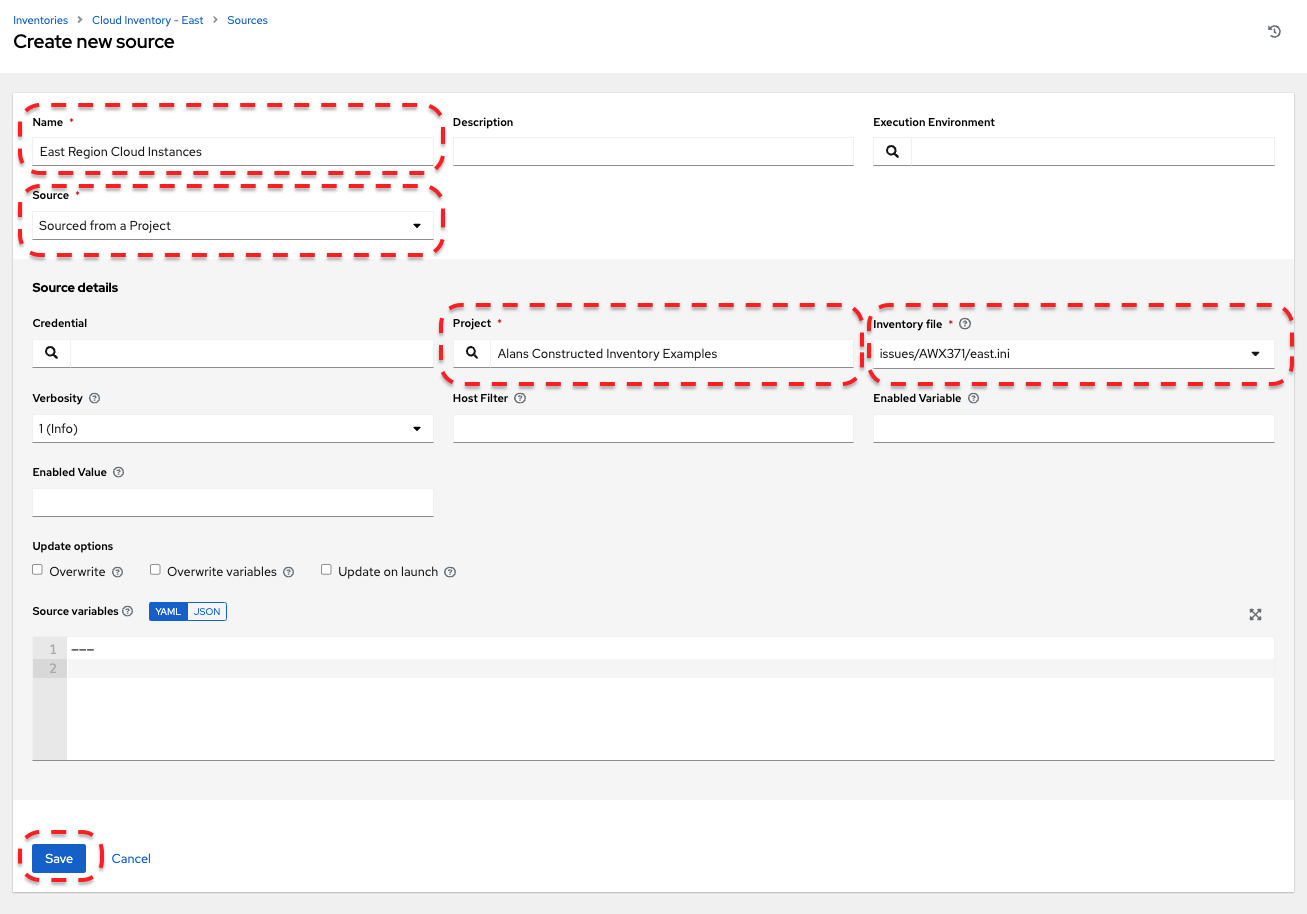 Inventories > Cloud Inventory - East > Sources
Create new source
Name * Description Execution Environment
East Region Cloud Instances
Source *
Sourced from a Project
Source details
Credential Project * Inventory file *
Alans Constructed Inventory Examples issues/AWX371/east.ini
Verbosity Host Filter Enabled Variable
1 (Info)
Enabled Value
Update options
Overwrite Overwrite variables Update on launch
Source variables YAML JSON
1 ---
2
Save Cancel